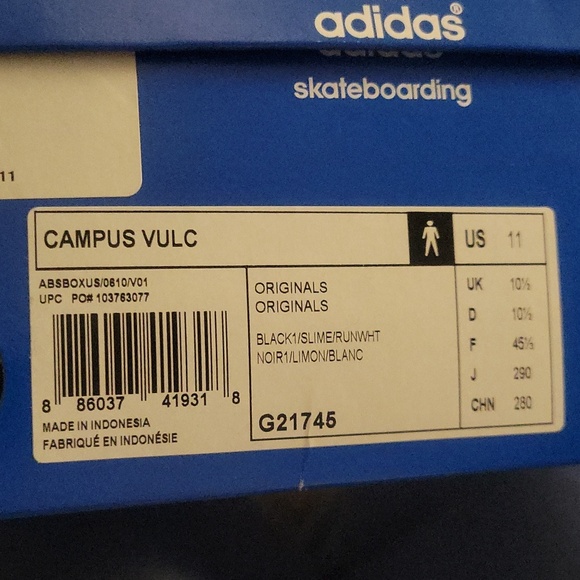 adidas®
adidas
skateboarding
11
CAMPUS VULC
US 11
ABSBOXUS/0610/V01
UPC PO# 103763077
8 86037 41931 8
MADE IN INDONESIA
FABRIQUÉ EN INDONÉSIE
ORIGINALS
ORIGINALS
BLACK1/SLIME/RUNWHT
NOIR1/LIMON/BLANC
G21745
UK 10½
D 10½
F 45⅓
J 290
CHN 280